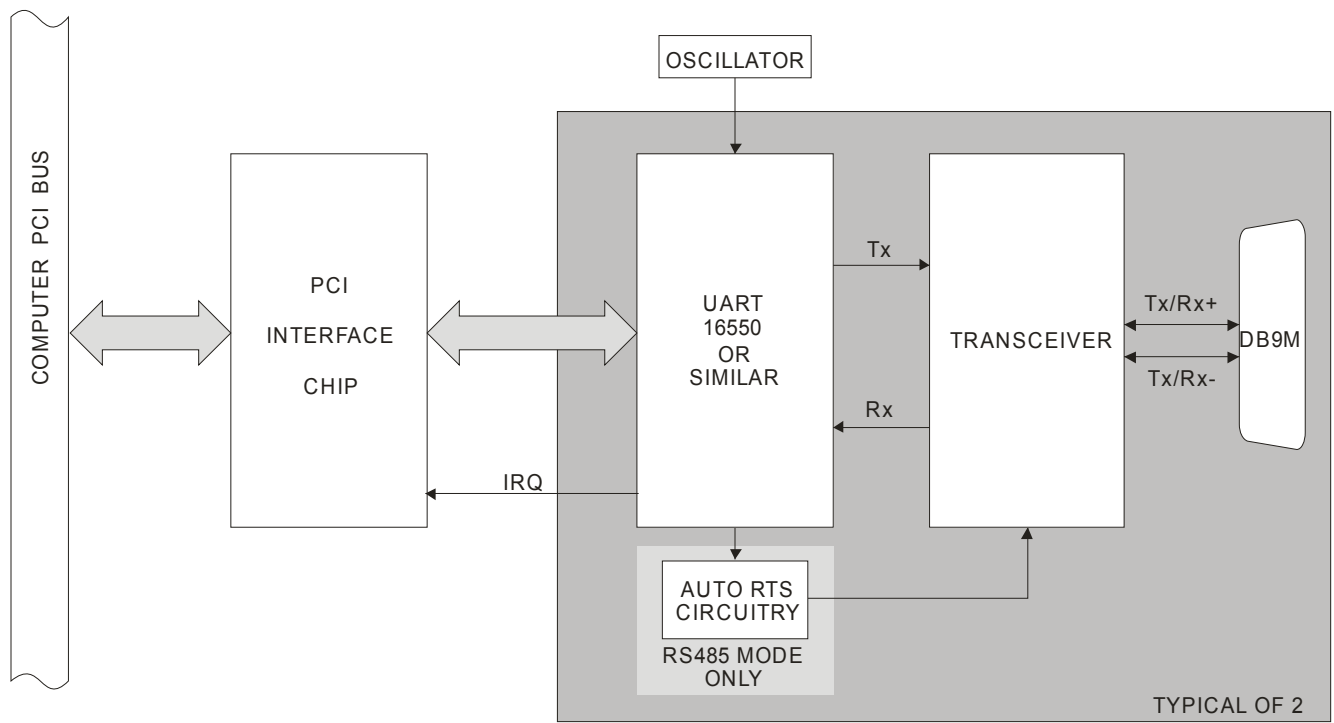 COMPUTER PCI BUS
OSCILLATOR
PCI
INTERFACE
CHIP
UART
16550
OR
SIMILAR
Tx
Rx
TRANSCEIVER
Tx/Rx+
Tx/Rx-
DB9M
IRQ
AUTO RTS
CIRCUITRY
RS485 MODE
ONLY
TYPICAL OF 2